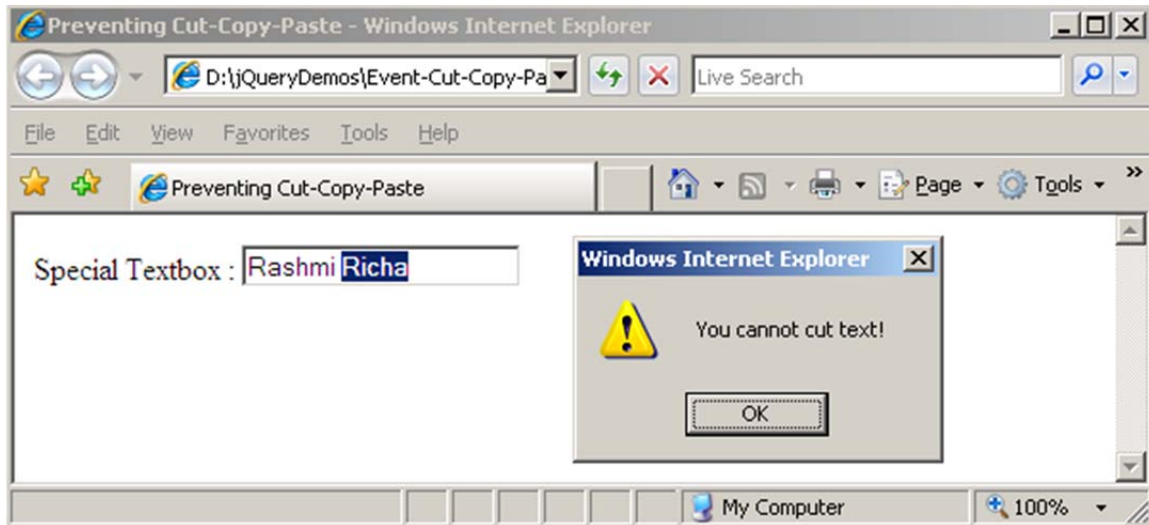 Preventing Cut-Copy-Paste - Windows Internet Explorer
D:\jQueryDemos\Event-Cut-Copy-Pa
Live Search
File Edit View Favorites Tools Help
Preventing Cut-Copy-Paste
Page Tools »
Special Textbox : Rashmi Richa
Windows Internet Explorer
You cannot cut text!
OK
My Computer
100%